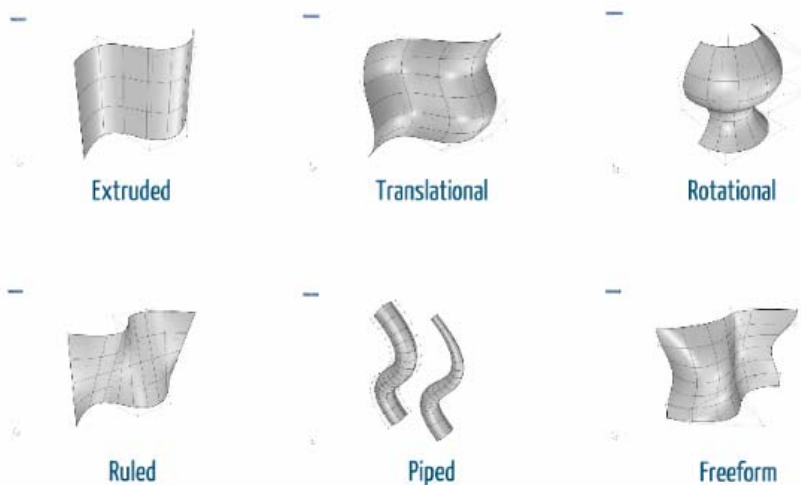 Extruded
Translational
Rotational
Ruled
Piped
Freeform